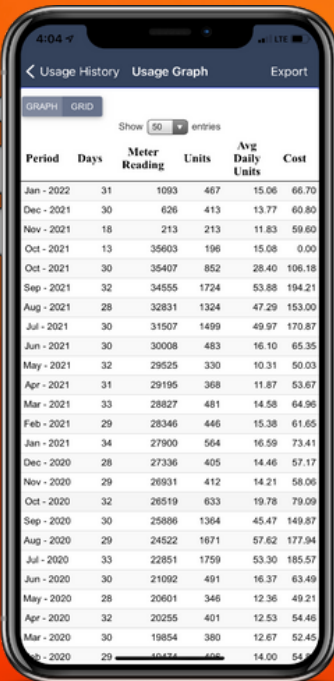 4:04 LTE
Usage History Usage Graph Export
GRAPH GRID
Show 50 entries
Period Days Meter Reading Units Avg Daily Units Cost
Jan - 2022 31 1093 467 15.06 66.70
Dec - 2021 30 626 413 13.77 60.80
Nov - 2021 18 213 213 11.83 59.60
Oct - 2021 13 35603 196 15.08 0.00
Oct - 2021 30 35407 852 28.40 106.18
Sep - 2021 32 34555 1724 53.88 194.21
Aug - 2021 28 32831 1324 47.29 153.00
Jul - 2021 30 31507 1499 49.97 170.87
Jun - 2021 30 30008 483 16.10 65.35
May - 2021 32 29525 330 10.31 50.03
Apr - 2021 31 29195 368 11.87 53.67
Mar - 2021 33 28827 481 14.58 64.96
Feb - 2021 29 28346 446 15.38 61.65
Jan - 2021 34 27900 564 16.59 73.41
Dec - 2020 28 27336 405 14.46 57.17
Nov - 2020 29 26931 412 14.21 58.06
Oct - 2020 32 26519 633 19.78 79.09
Sep - 2020 30 25886 1364 45.47 149.87
Aug - 2020 29 24522 1671 57.62 177.94
Jul - 2020 33 22851 1759 53.30 185.57
Jun - 2020 30 21092 491 16.37 63.49
May - 2020 28 20601 346 12.36 49.21
Apr - 2020 32 20255 401 12.53 54.46
Mar - 2020 30 19854 380 12.67 52.45
- 2020 29 14.00